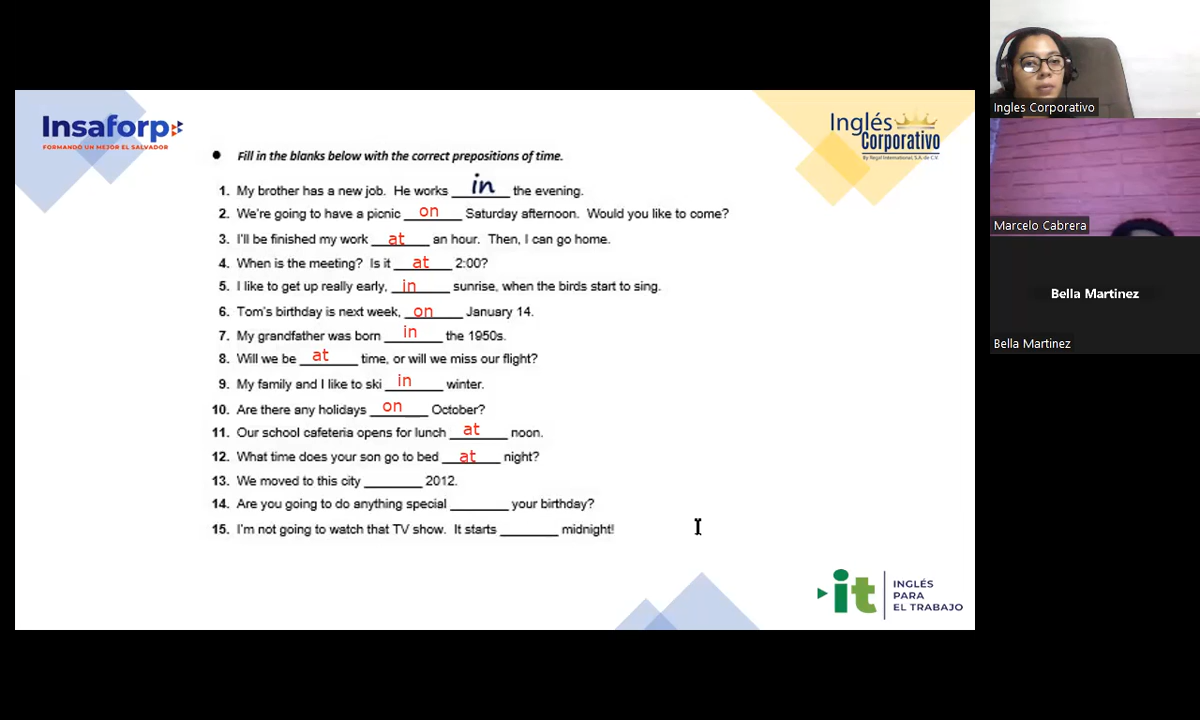 Insaforp
FORMANDO UN MEJOR EL SALVADOR
Inglés
Corporativo
By Regal International, S.A. de C.V.
Fill in the blanks below with the correct prepositions of time.
1. My brother has a new job. He works in the evening.
2. We're going to have a picnic on Saturday afternoon. Would you like to come?
3. I'll be finished my work at an hour. Then, I can go home.
4. When is the meeting? Is it at 2:00?
5. I like to get up really early, in sunrise, when the birds start to sing.
6. Tom's birthday is next week, on January 14.
7. My grandfather was born in the 1950s.
8. Will we be at time, or will we miss our flight?
9. My family and I like to ski in winter.
10. Are there any holidays on October?
11. Our school cafeteria opens for lunch at noon.
12. What time does your son go to bed at night?
13. We moved to this city ______ 2012.
14. Are you going to do anything special ______ your birthday?
15. I'm not going to watch that TV show. It starts ______ midnight!
it
INGLÉS
PARA
EL TRABAJO
Ingles Corporativo
Marcelo Cabrera
Bella Martinez
Bella Martinez